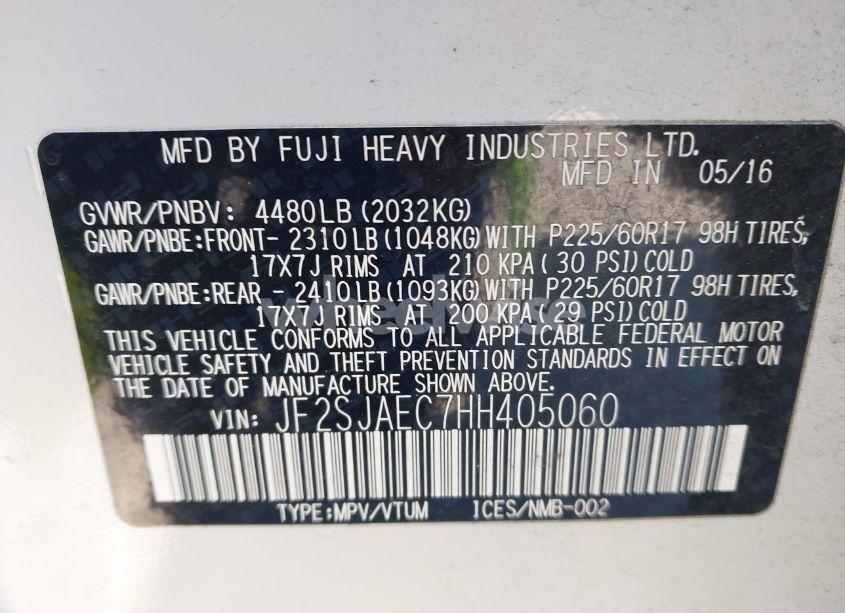 MFD BY FUJI HEAVY INDUSTRIES LTD.
MFD IN 05/16
GVWR/PNBV: 4480LB (2032KG)
GAWR/PNBE:FRONT- 2310LB (1048KG) WITH P225/60R17 98H TIRES,
17X7J RIMS AT 210 KPA ( 30 PSI) COLD
GAWR/PNBE:REAR - 2410LB (1093KG) WITH P225/60R17 98H TIRES,
17X7J RIMS AT 200 KPA ( 29 PSI) COLD
THIS VEHICLE CONFORMS TO ALL APPLICABLE FEDERAL MOTOR
VEHICLE SAFETY AND THEFT PREVENTION STANDARDS IN EFFECT ON
THE DATE OF MANUFACTURE SHOWN ABOVE.
VIN: JF2SJAEC7HH405060
TYPE:MPV/VTUM ICES/NMB-002